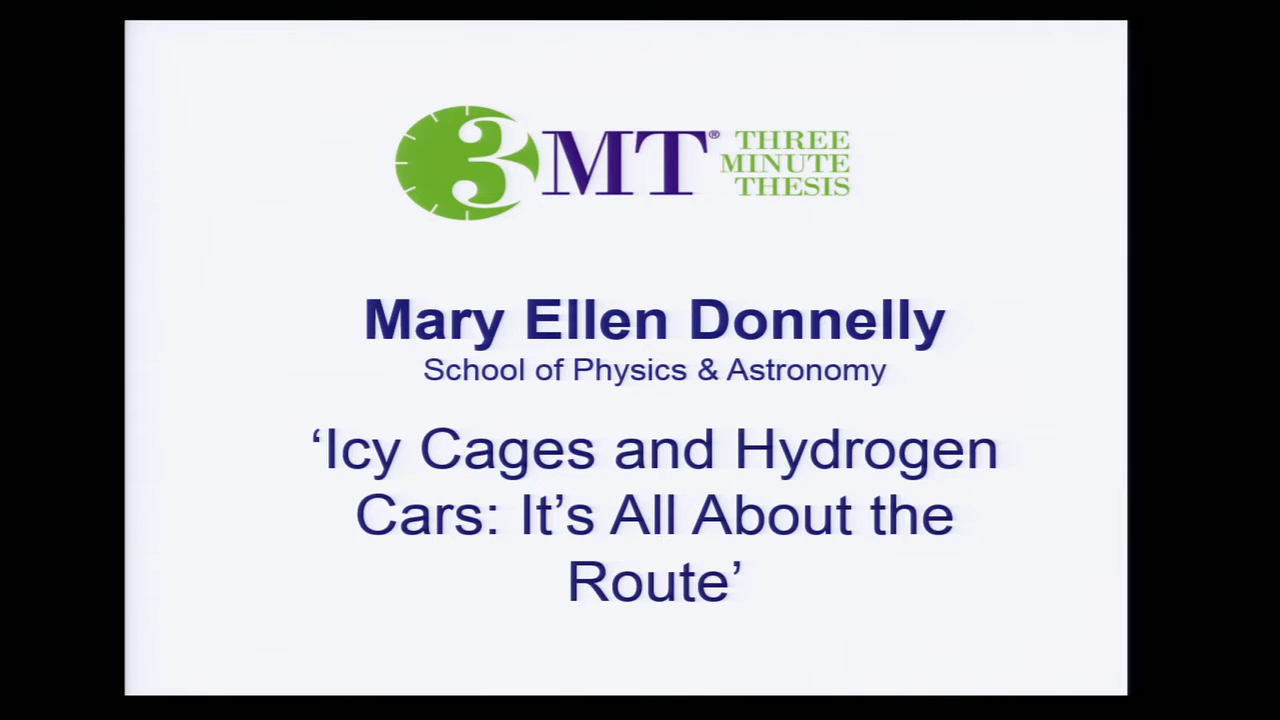 3MT® THREE
MINUTE
THESIS
Mary Ellen Donnelly
School of Physics & Astronomy
‘Icy Cages and Hydrogen
Cars: It’s All About the
Route’